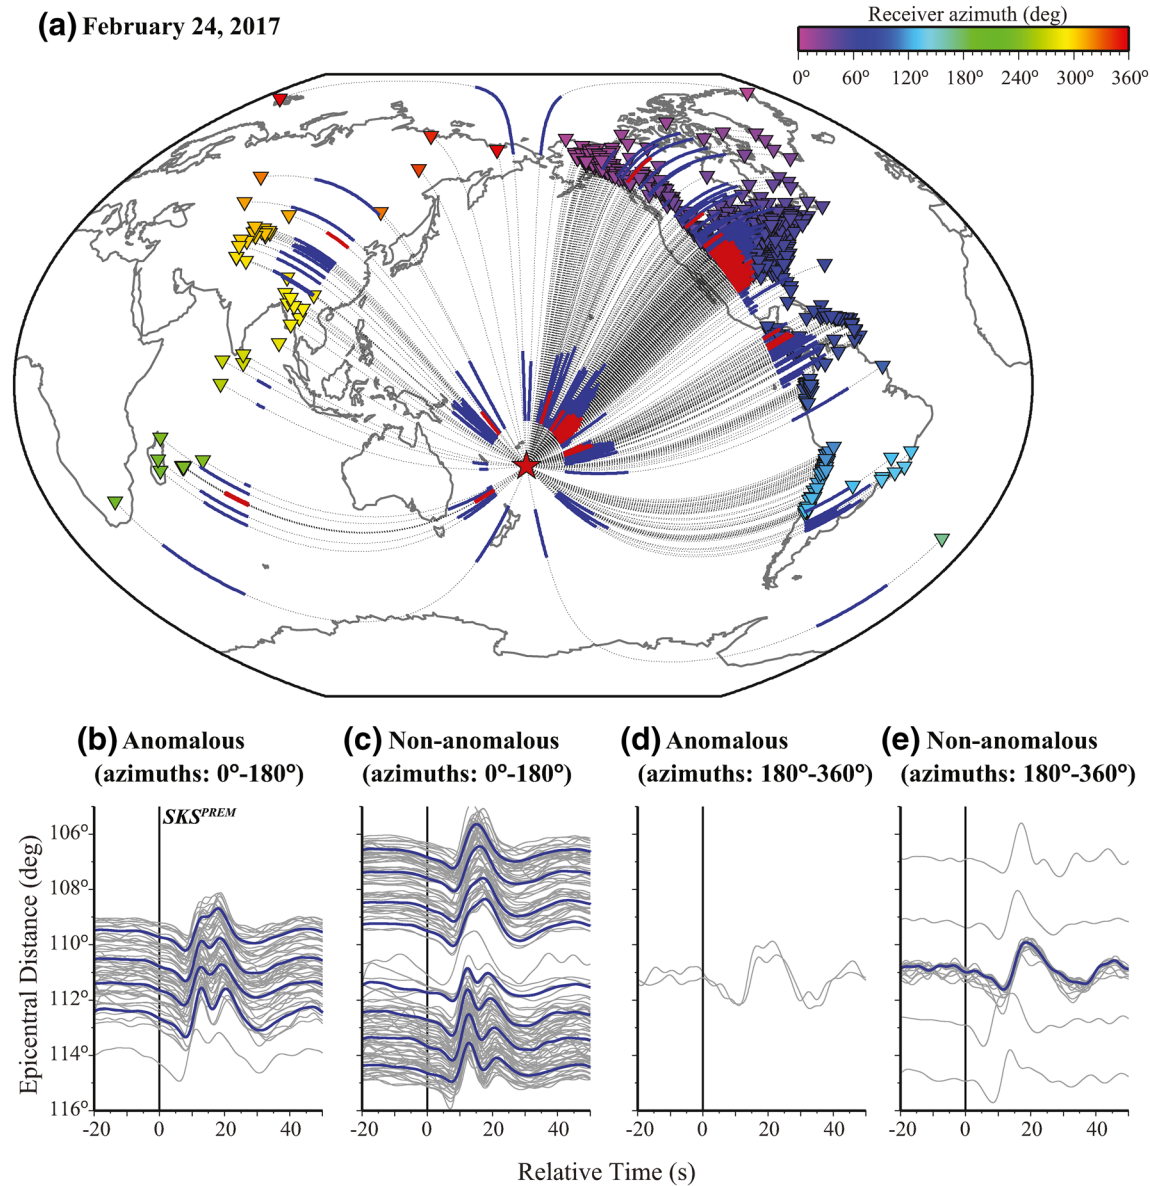 (a) February 24, 2017
Receiver azimuth (deg)
0° 60° 120° 180° 240° 300° 360°
(b) Anomalous
(azimuths: 0°-180°)
(c) Non-anomalous
(azimuths: 0°-180°)
(d) Anomalous
(azimuths: 180°-360°)
(e) Non-anomalous
(azimuths: 180°-360°)
SKS^PREM
Epicentral Distance (deg)
106°
108°
110°
112°
114°
116°
-20 0 20 40
-20 0 20 40
-20 0 20 40
-20 0 20 40
Relative Time (s)